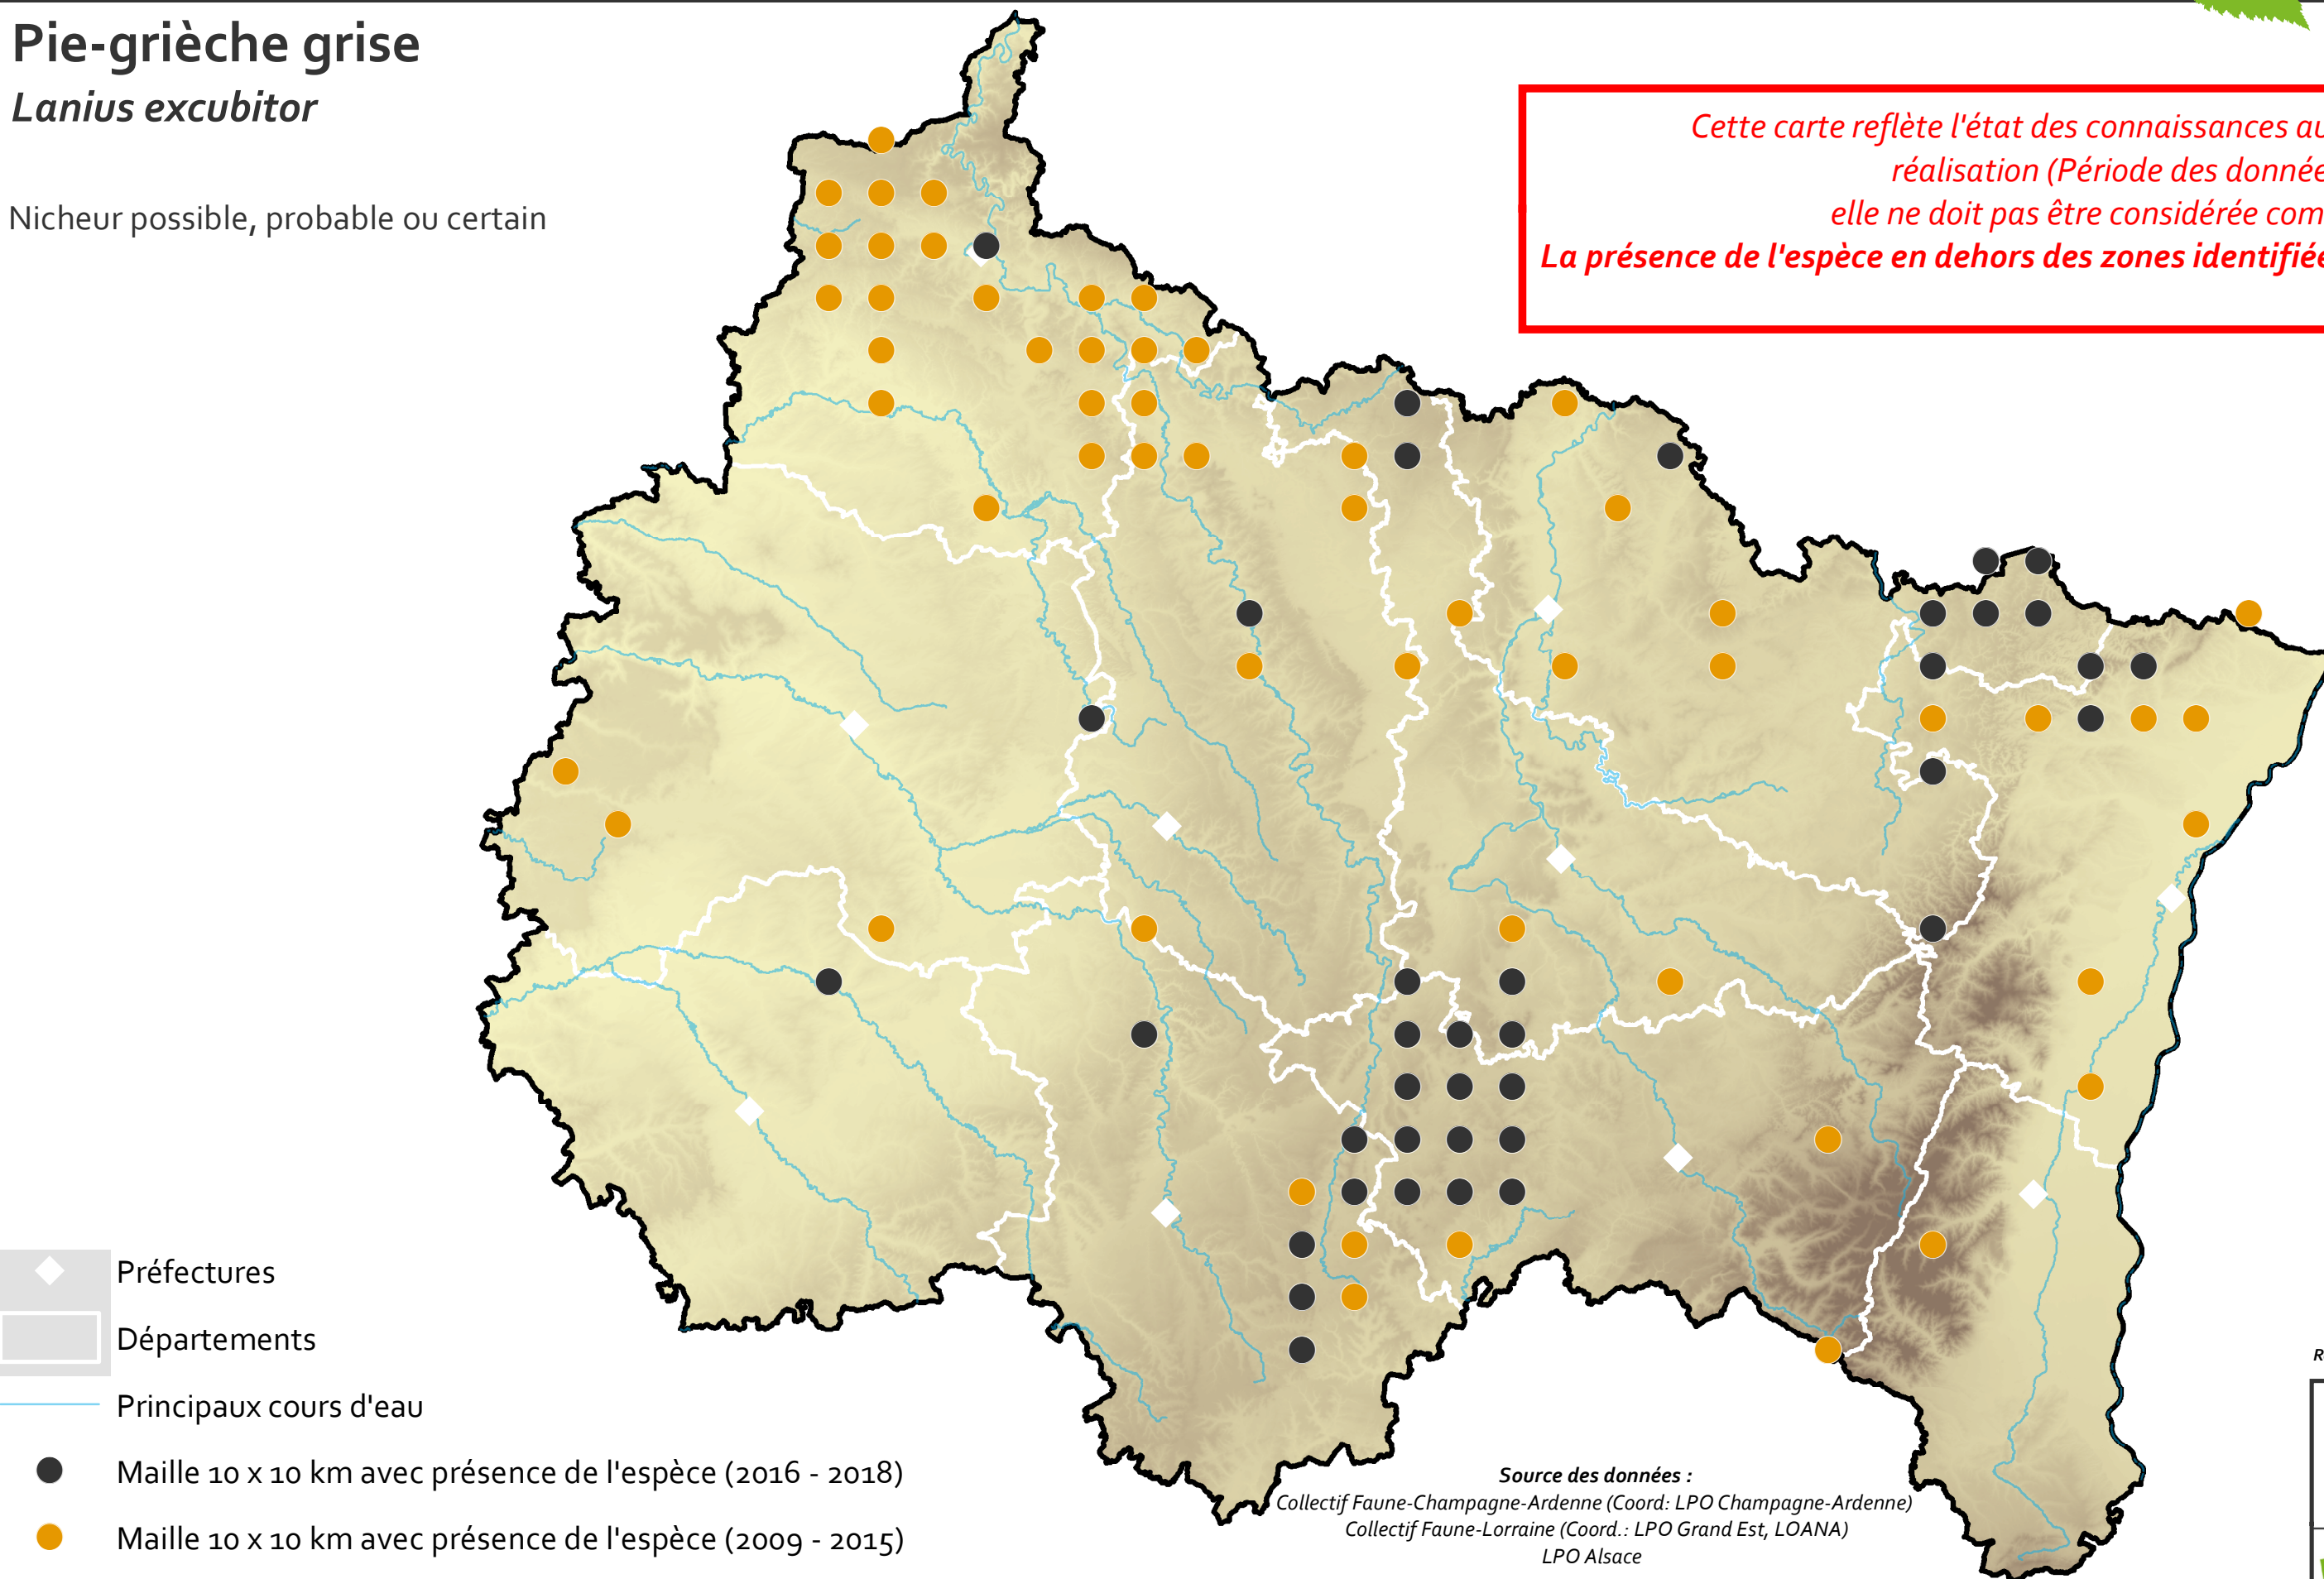 Pie-grièche grise
Lanius excubitor
Nicheur possible, probable ou certain
Cette carte reflète l'état des connaissances au
réalisation (Période des donnée
elle ne doit pas être considérée com
La présence de l'espèce en dehors des zones identifiée
Préfectures
Départements
Principaux cours d'eau
Maille 10 x 10 km avec présence de l'espèce (2016 - 2018)
Maille 10 x 10 km avec présence de l'espèce (2009 - 2015)
Source des données :
Collectif Faune-Champagne-Ardenne (Coord: LPO Champagne-Ardenne)
Collectif Faune-Lorraine (Coord.: LPO Grand Est, LOANA)
LPO Alsace